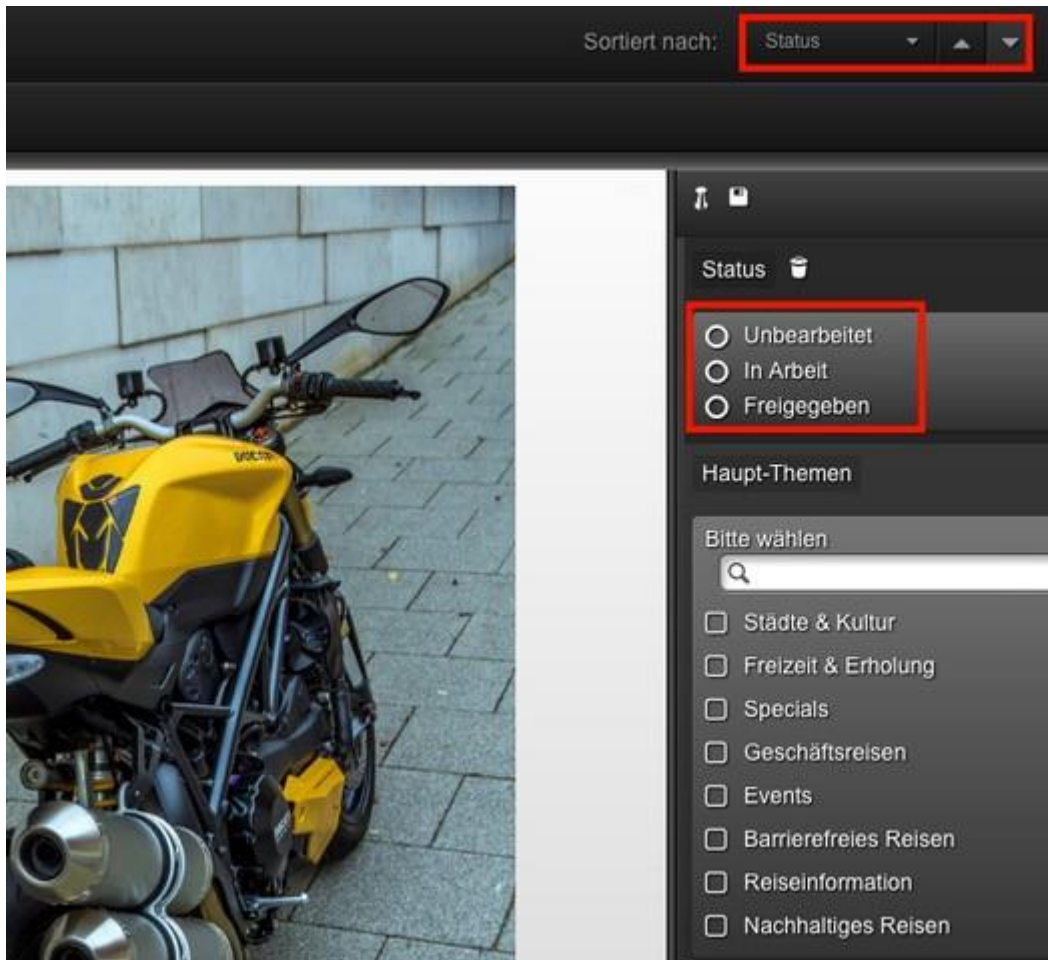 Sortiert nach: Status
Status
Unbearbeitet
In Arbeit
Freigegeben
Haupt-Themen
Bitte wählen
Städte & Kultur
Freizeit & Erholung
Specials
Geschäftsreisen
Events
Barrierefreies Reisen
Reiseinformation
Nachhaltiges Reisen
DUCATI